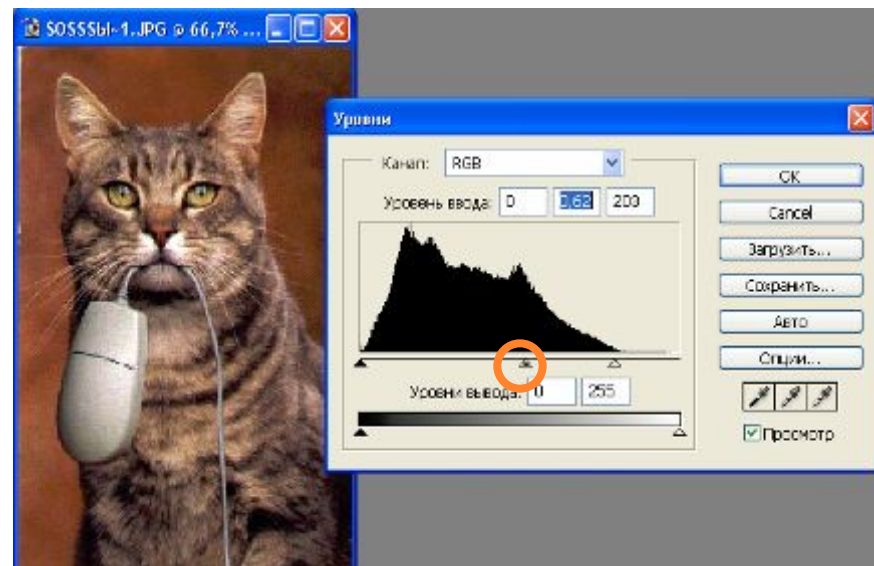 SOSSSЫ~1.JPG @ 66,7% ...
Уровни
Канал: RGB
Уровень ввода: 0 0,62 200
Уровни вывода: 0 255
OK
Cancel
Загрузить...
Сохранить...
Авто
Опции...
Просмотр